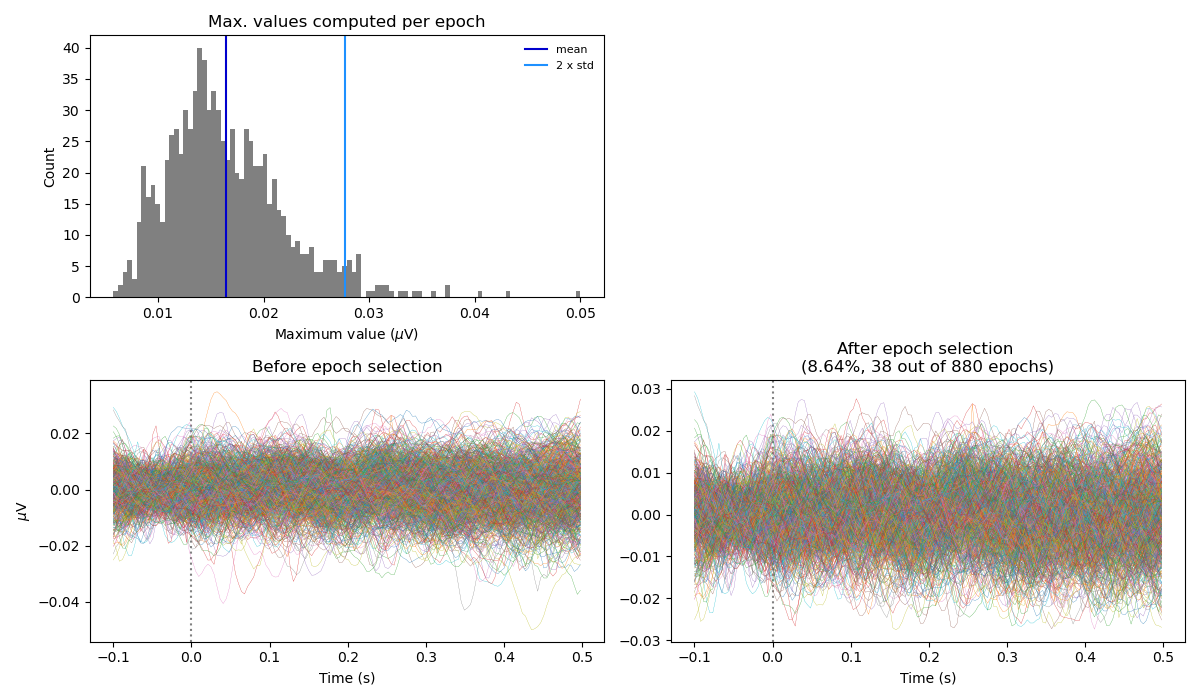 Max. values computed per epoch
mean
2 x std
40
35
30
25
20
15
10
5
0
Count
0.01 0.02 0.03 0.04 0.05
Maximum value (μV)
Before epoch selection
0.02
0.00
−0.02
−0.04
μV
−0.1 0.0 0.1 0.2 0.3 0.4 0.5
Time (s)
After epoch selection
(8.64%, 38 out of 880 epochs)
0.03
0.02
0.01
0.00
−0.01
−0.02
−0.03
−0.1 0.0 0.1 0.2 0.3 0.4 0.5
Time (s)